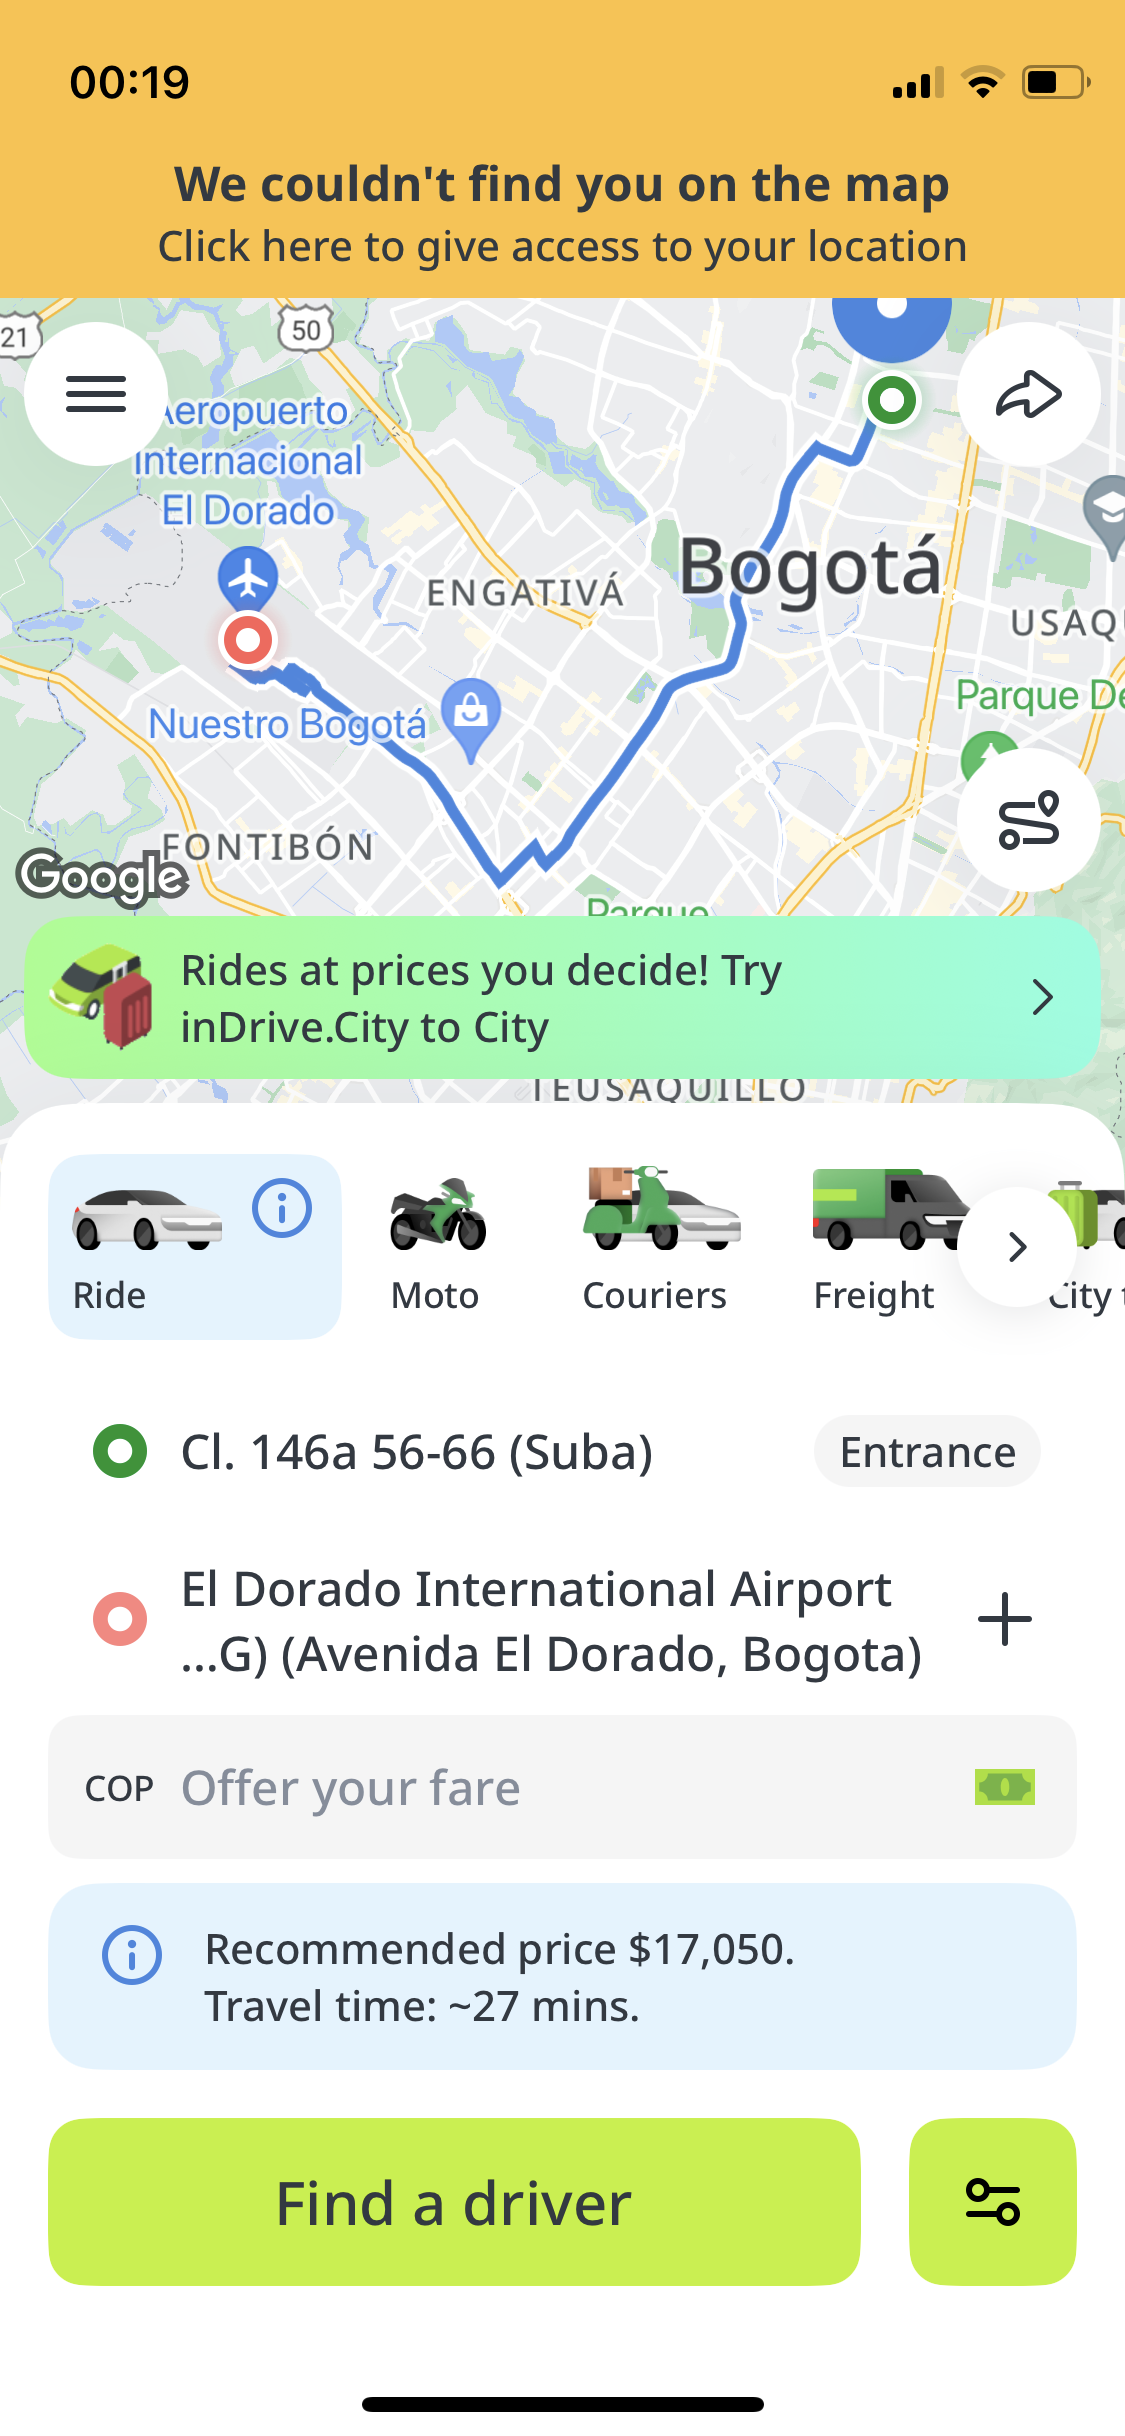 00:19
We couldn't find you on the map
Click here to give access to your location
21
50
Aeropuerto
Internacional
El Dorado
Bogotá
ENGATIVÁ
USAQ
Parque De
Nuestro Bogotá
FONTIBÓN
Google
Parque
Rides at prices you decide! Try
inDrive.City to City
TEUSAQUILLO
Ride
Moto
Couriers
Freight
City t
Cl. 146a 56-66 (Suba)
Entrance
El Dorado International Airport
...G) (Avenida El Dorado, Bogota)
COP
Offer your fare
Recommended price $17,050.
Travel time: ~27 mins.
Find a driver